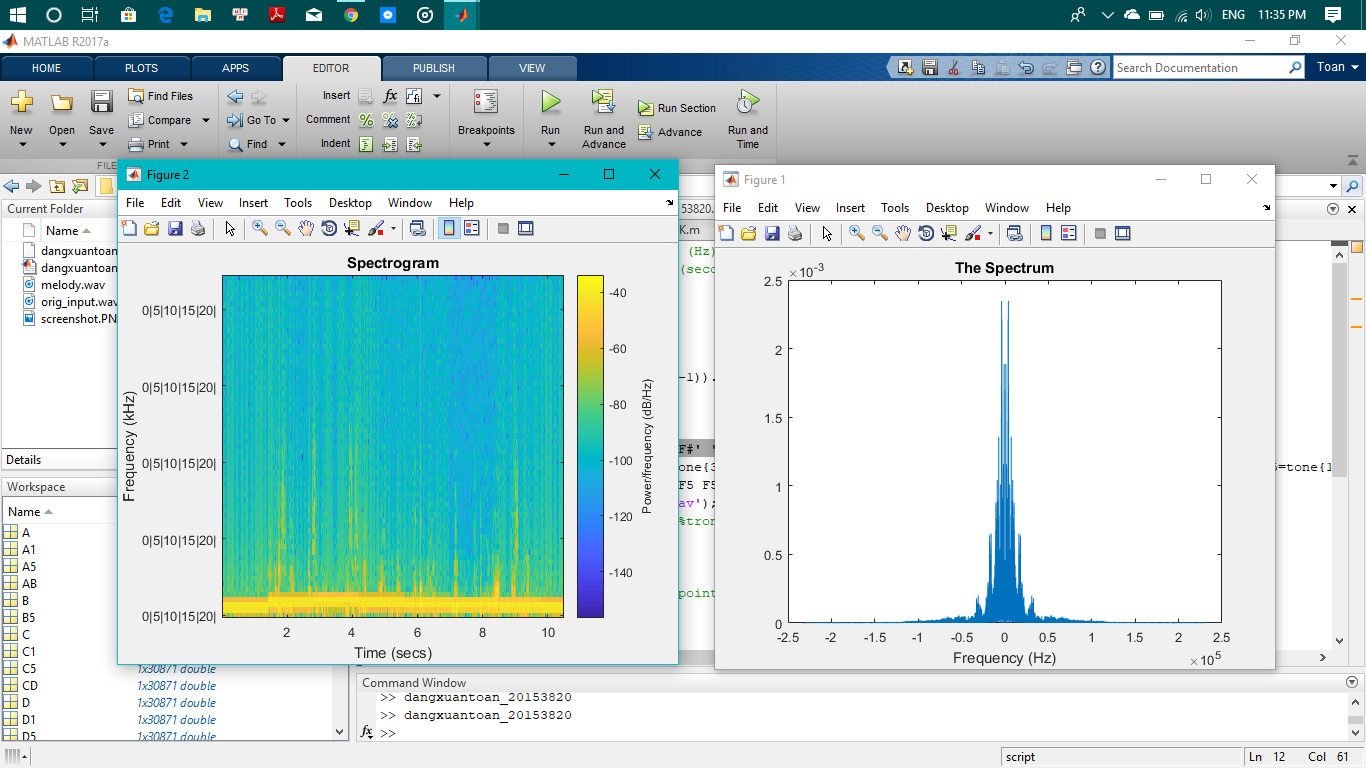 ENG 11:35 PM
MATLAB R2017a
HOME PLOTS APPS EDITOR PUBLISH VIEW
Search Documentation
Toan
New Open Save
Find Files
Compare
Print
Go To
Find
Insert
Comment
Indent
fx
Breakpoints
Run
Run and Advance
Run Section
Advance
Run and Time
FILE
Current Folder
Name
dangxuantoan
dangxuantoan
melody.wav
orig_input.wav
screenshot.PN
Details
Workspace
Name
A
A1
A5
AB
B
B5
C
C1
C5 1x30871 double
CD 1x30871 double
D 1x30871 double
D1 1x30871 double
D5 1x30871 double
Figure 2
File Edit View Insert Tools Desktop Window Help
Spectrogram
0|5|10|15|20|
0|5|10|15|20|
0|5|10|15|20|
0|5|10|15|20|
0|5|10|15|20|
Frequency (kHz)
2 4 6 8 10
Time (secs)
-40
-60
-80
-100
-120
-140
Power/frequency (dB/Hz)
53820.
K.m
(Hz)
(seco
-1)).
F#' '
tone{3
5=tone{1
F5 F5
av');
%tron
point
Figure 1
File Edit View Insert Tools Desktop Window Help
The Spectrum
×10-3
2.5
2
1.5
1
0.5
0
-2.5 -2 -1.5 -1 -0.5 0 0.5 1 1.5 2 2.5
Frequency (Hz)
×10 5
Command Window
>> dangxuantoan_20153820
>> dangxuantoan_20153820
fx >>
script
Ln 12 Col 61